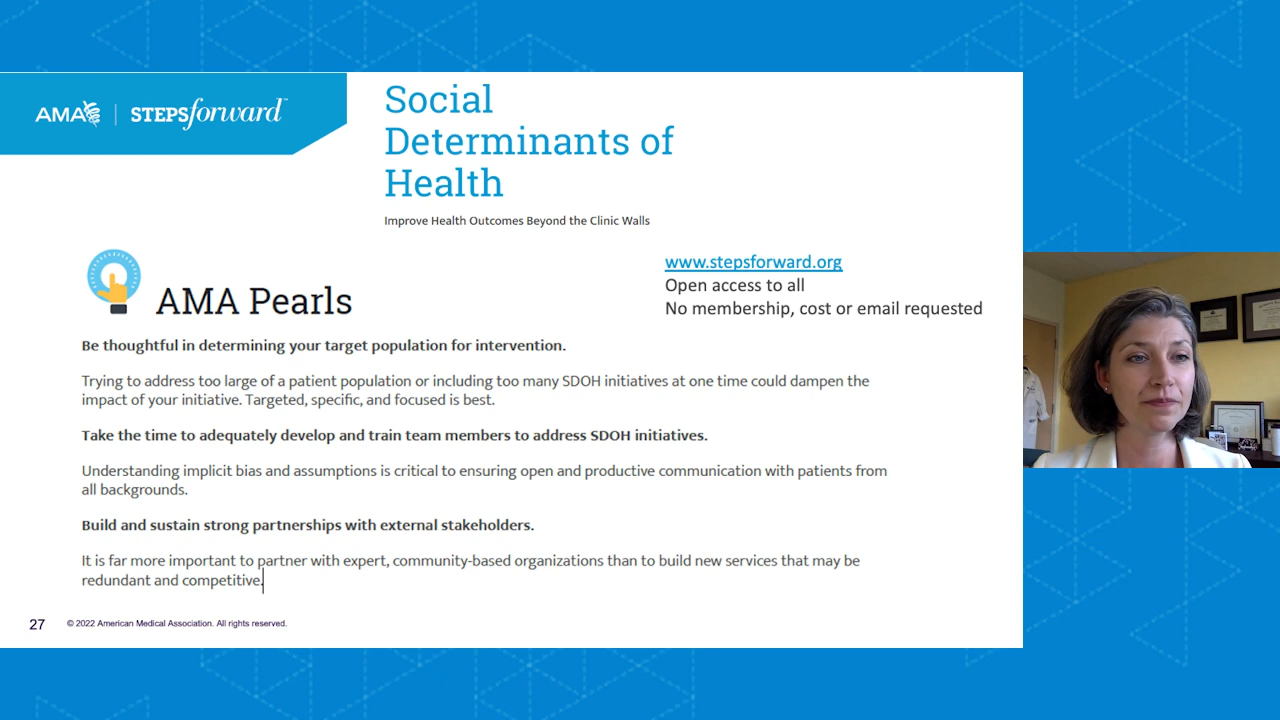 AMA | STEPSforward™
Social
Determinants of
Health
Improve Health Outcomes Beyond the Clinic Walls
AMA Pearls
www.stepsforward.org
Open access to all
No membership, cost or email requested
Be thoughtful in determining your target population for intervention.
Trying to address too large of a patient population or including too many SDOH initiatives at one time could dampen the
impact of your initiative. Targeted, specific, and focused is best.
Take the time to adequately develop and train team members to address SDOH initiatives.
Understanding implicit bias and assumptions is critical to ensuring open and productive communication with patients from
all backgrounds.
Build and sustain strong partnerships with external stakeholders.
It is far more important to partner with expert, community-based organizations than to build new services that may be
redundant and competitive.
27
© 2022 American Medical Association. All rights reserved.